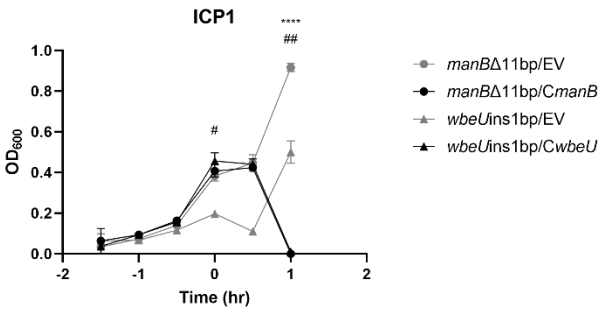 ICP1
****
##
#
1.0
0.8
0.6
0.4
0.2
0.0
OD600
-2
-1
0
1
2
Time (hr)
manBΔ11bp/EV
manBΔ11bp/CmanB
wbeUins1bp/EV
wbeUins1bp/CwbeU